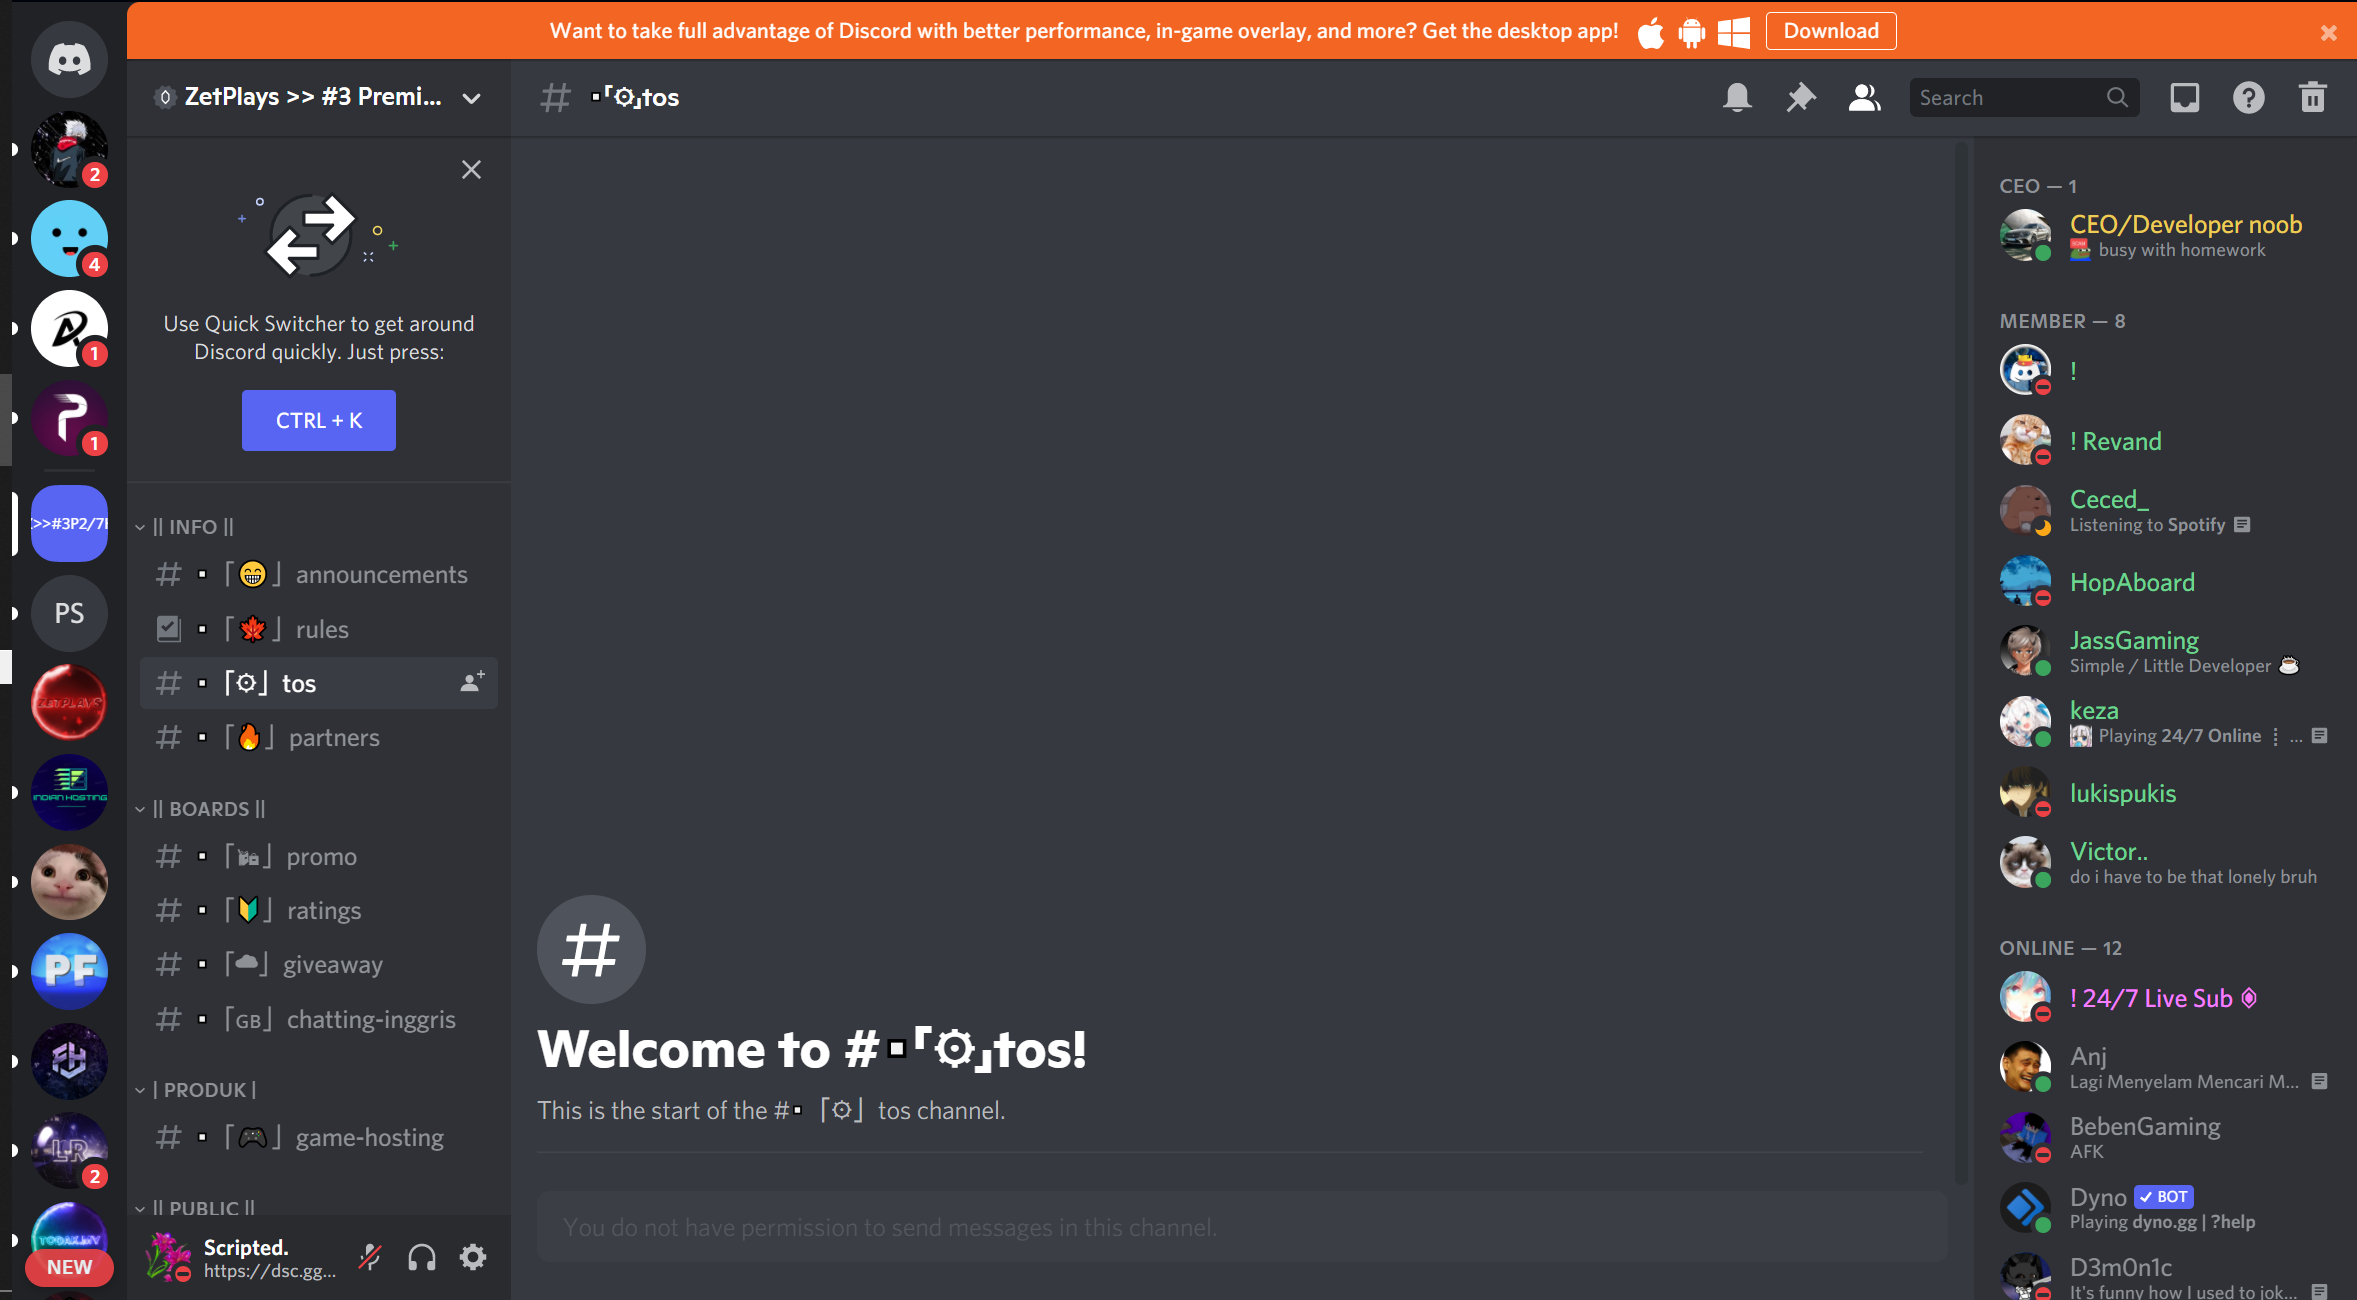 Want to take full advantage of Discord with better performance, in-game overlay, and more? Get the desktop app!
Download
ZetPlays >> #3 Premi...
▪「⚙」tos
Search
2
4
1
1
>>#3P2/7
PS
ZETPLAYS
INDIAN HOSTING
PF
FH
LR
2
NEW
Use Quick Switcher to get around
Discord quickly. Just press:
CTRL + K
|| INFO ||
▪「😁」announcements
▪「🍁」rules
▪「⚙」tos
▪「🔥」partners
|| BOARDS ||
▪「」promo
▪「🔰」ratings
▪「☁」giveaway
▪「GB」chatting-inggris
| PRODUK |
▪「🎮」game-hosting
|| PUBLIC ||
Scripted.
https://dsc.gg...
Welcome to #▪「⚙」tos!
This is the start of the #▪「⚙」tos channel.
You do not have permission to send messages in this channel.
CEO — 1
CEO/Developer noob
busy with homework
MEMBER — 8
!
! Revand
Ceced_
Listening to Spotify
HopAboard
JassGaming
Simple / Little Developer ☕
keza
Playing 24/7 Online ⋮ ...
lukispukis
Victor..
do i have to be that lonely bruh
ONLINE — 12
! 24/7 Live Sub
Anj
Lagi Menyelam Mencari M...
BebenGaming
AFK
Dyno ✓ BOT
Playing dyno.gg | ?help
D3m0n1c
It's funny how I used to jok...